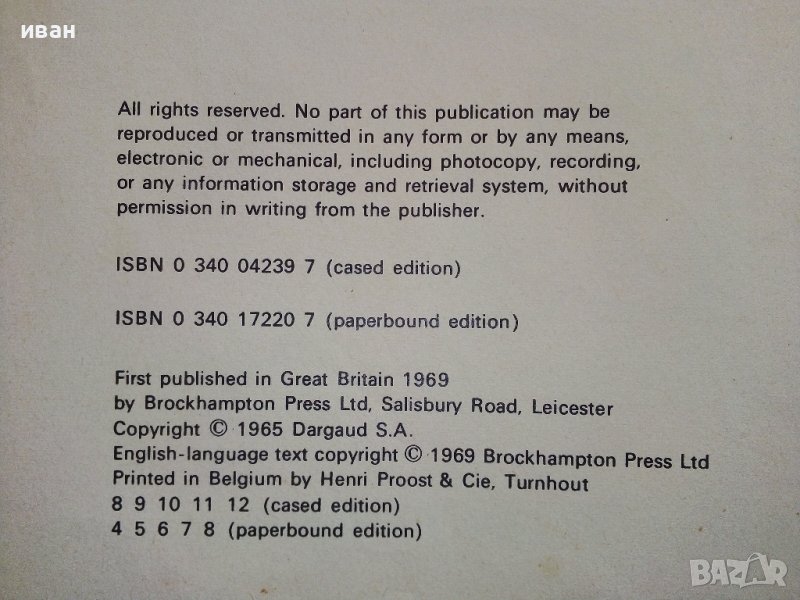 иван
All rights reserved. No part of this publication may be
reproduced or transmitted in any form or by any means,
electronic or mechanical, including photocopy, recording,
or any information storage and retrieval system, without
permission in writing from the publisher.
ISBN 0 340 04239 7 (cased edition)
ISBN 0 340 17220 7 (paperbound edition)
First published in Great Britain 1969
by Brockhampton Press Ltd, Salisbury Road, Leicester
Copyright © 1965 Dargaud S.A.
English-language text copyright © 1969 Brockhampton Press Ltd
Printed in Belgium by Henri Proost & Cie, Turnhout
8 9 10 11 12 (cased edition)
4 5 6 7 8 (paperbound edition)
BAZAR